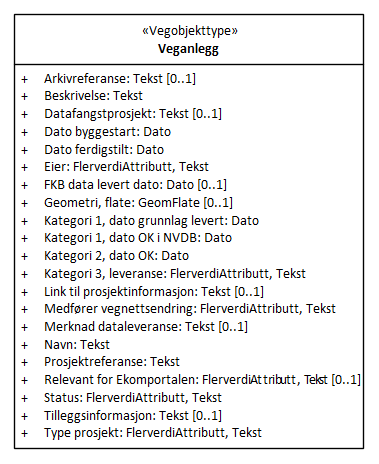 «Vegobjekttype»
Veganlegg
+ Arkivreferanse: Tekst [0..1]
+ Beskrivelse: Tekst
+ Datafangstprosjekt: Tekst [0..1]
+ Dato byggestart: Dato
+ Dato ferdigstilt: Dato
+ Eier: FlerverdiAttributt, Tekst
+ FKB data levert dato: Dato [0..1]
+ Geometri, flate: GeomFlate [0..1]
+ Kategori 1, dato grunnlag levert: Dato
+ Kategori 1, dato OK i NVDB: Dato
+ Kategori 2, dato OK: Dato
+ Kategori 3, leveranse: FlerverdiAttributt, Tekst
+ Link til prosjektinformasjon: Tekst [0..1]
+ Medfører vegnettsendring: FlerverdiAttributt, Tekst
+ Merknad dataleveranse: Tekst [0..1]
+ Navn: Tekst
+ Prosjektreferanse: Tekst
+ Relevant for Ekomportalen: FlerverdiAttributt, Tekst [0..1]
+ Status: FlerverdiAttributt, Tekst
+ Tilleggsinformasjon: Tekst [0..1]
+ Type prosjekt: FlerverdiAttributt, Tekst